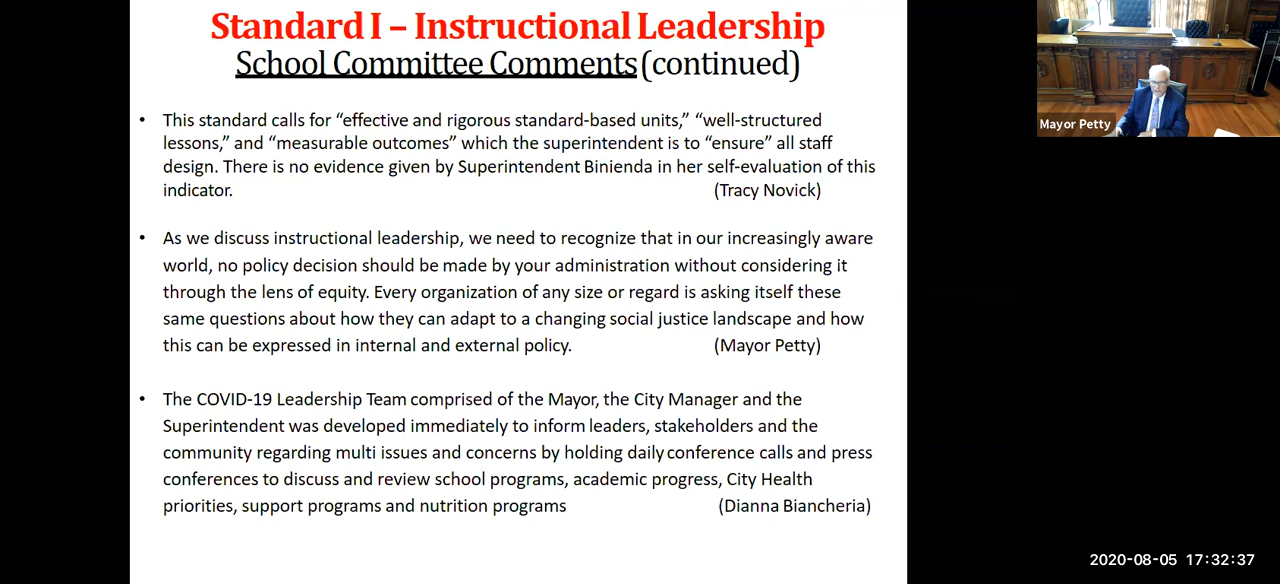 Standard I – Instructional Leadership
School Committee Comments (continued)
• This standard calls for “effective and rigorous standard-based units,” “well-structured
lessons,” and “measurable outcomes” which the superintendent is to “ensure” all staff
design. There is no evidence given by Superintendent Binienda in her self-evaluation of this
indicator. (Tracy Novick)
• As we discuss instructional leadership, we need to recognize that in our increasingly aware
world, no policy decision should be made by your administration without considering it
through the lens of equity. Every organization of any size or regard is asking itself these
same questions about how they can adapt to a changing social justice landscape and how
this can be expressed in internal and external policy. (Mayor Petty)
• The COVID-19 Leadership Team comprised of the Mayor, the City Manager and the
Superintendent was developed immediately to inform leaders, stakeholders and the
community regarding multi issues and concerns by holding daily conference calls and press
conferences to discuss and review school programs, academic progress, City Health
priorities, support programs and nutrition programs (Dianna Biancheria)
Mayor Petty
2020-08-05 17:32:37